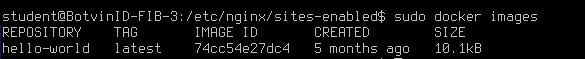 student@BotvinID-FIB-3:/etc/nginx/sites-enabled$ sudo docker images
REPOSITORY TAG IMAGE ID CREATED SIZE
hello-world latest 74cc54e27dc4 5 months ago 10.1kB